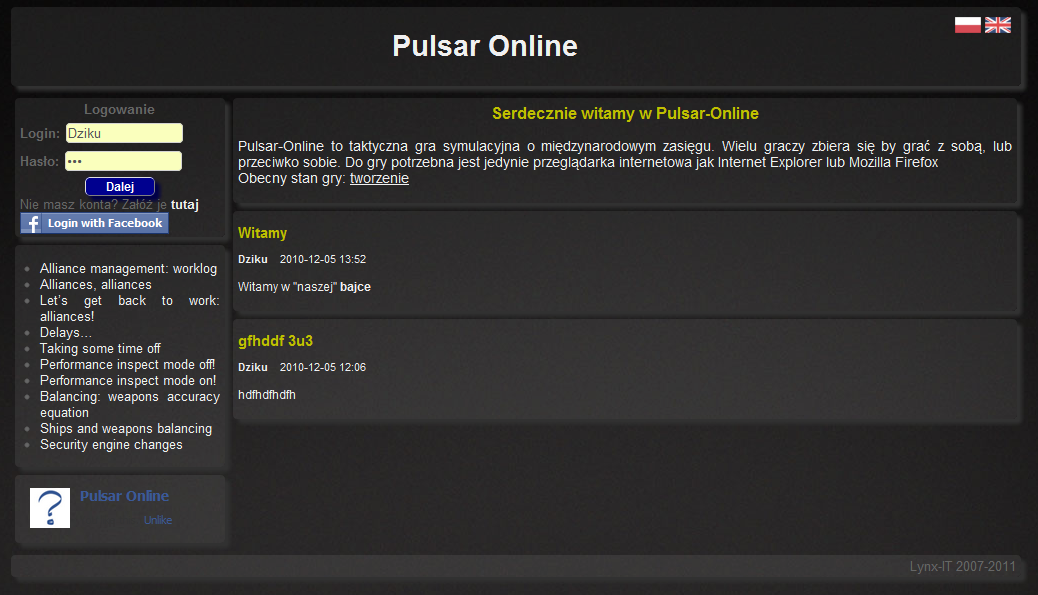 Pulsar Online
Logowanie
Login: Dziku
Hasło: •••
Dalej
Nie masz konta? Załóż je tutaj
f Login with Facebook
Alliance management: worklog
Alliances, alliances
Let's get back to work:
alliances!
Delays…
Taking some time off
Performance inspect mode off!
Performance inspect mode on!
Balancing: weapons accuracy
equation
Ships and weapons balancing
Security engine changes
? Pulsar Online
Unlike
Serdecznie witamy w Pulsar-Online
Pulsar-Online to taktyczna gra symulacyjna o międzynarodowym zasięgu. Wielu graczy zbiera się by grać z sobą, lub
przeciwko sobie. Do gry potrzebna jest jedynie przeglądarka internetowa jak Internet Explorer lub Mozilla Firefox
Obecny stan gry: tworzenie
Witamy
Dziku 2010-12-05 13:52
Witamy w "naszej" bajce
gfhddf 3u3
Dziku 2010-12-05 12:06
hdfhdfhdfh
Lynx-IT 2007-2011